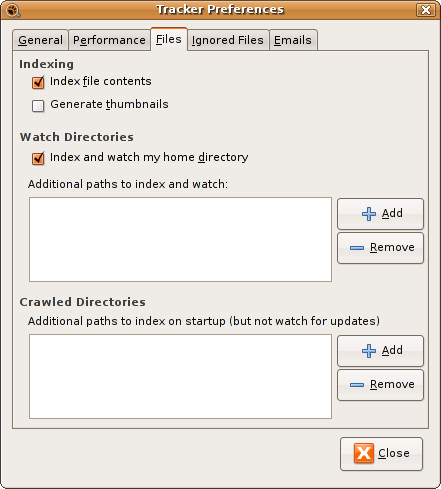 Tracker Preferences
General Performance Files Ignored Files Emails
Indexing
Index file contents
Generate thumbnails
Watch Directories
Index and watch my home directory
Additional paths to index and watch:
Add
Remove
Crawled Directories
Additional paths to index on startup (but not watch for updates)
Add
Remove
Close